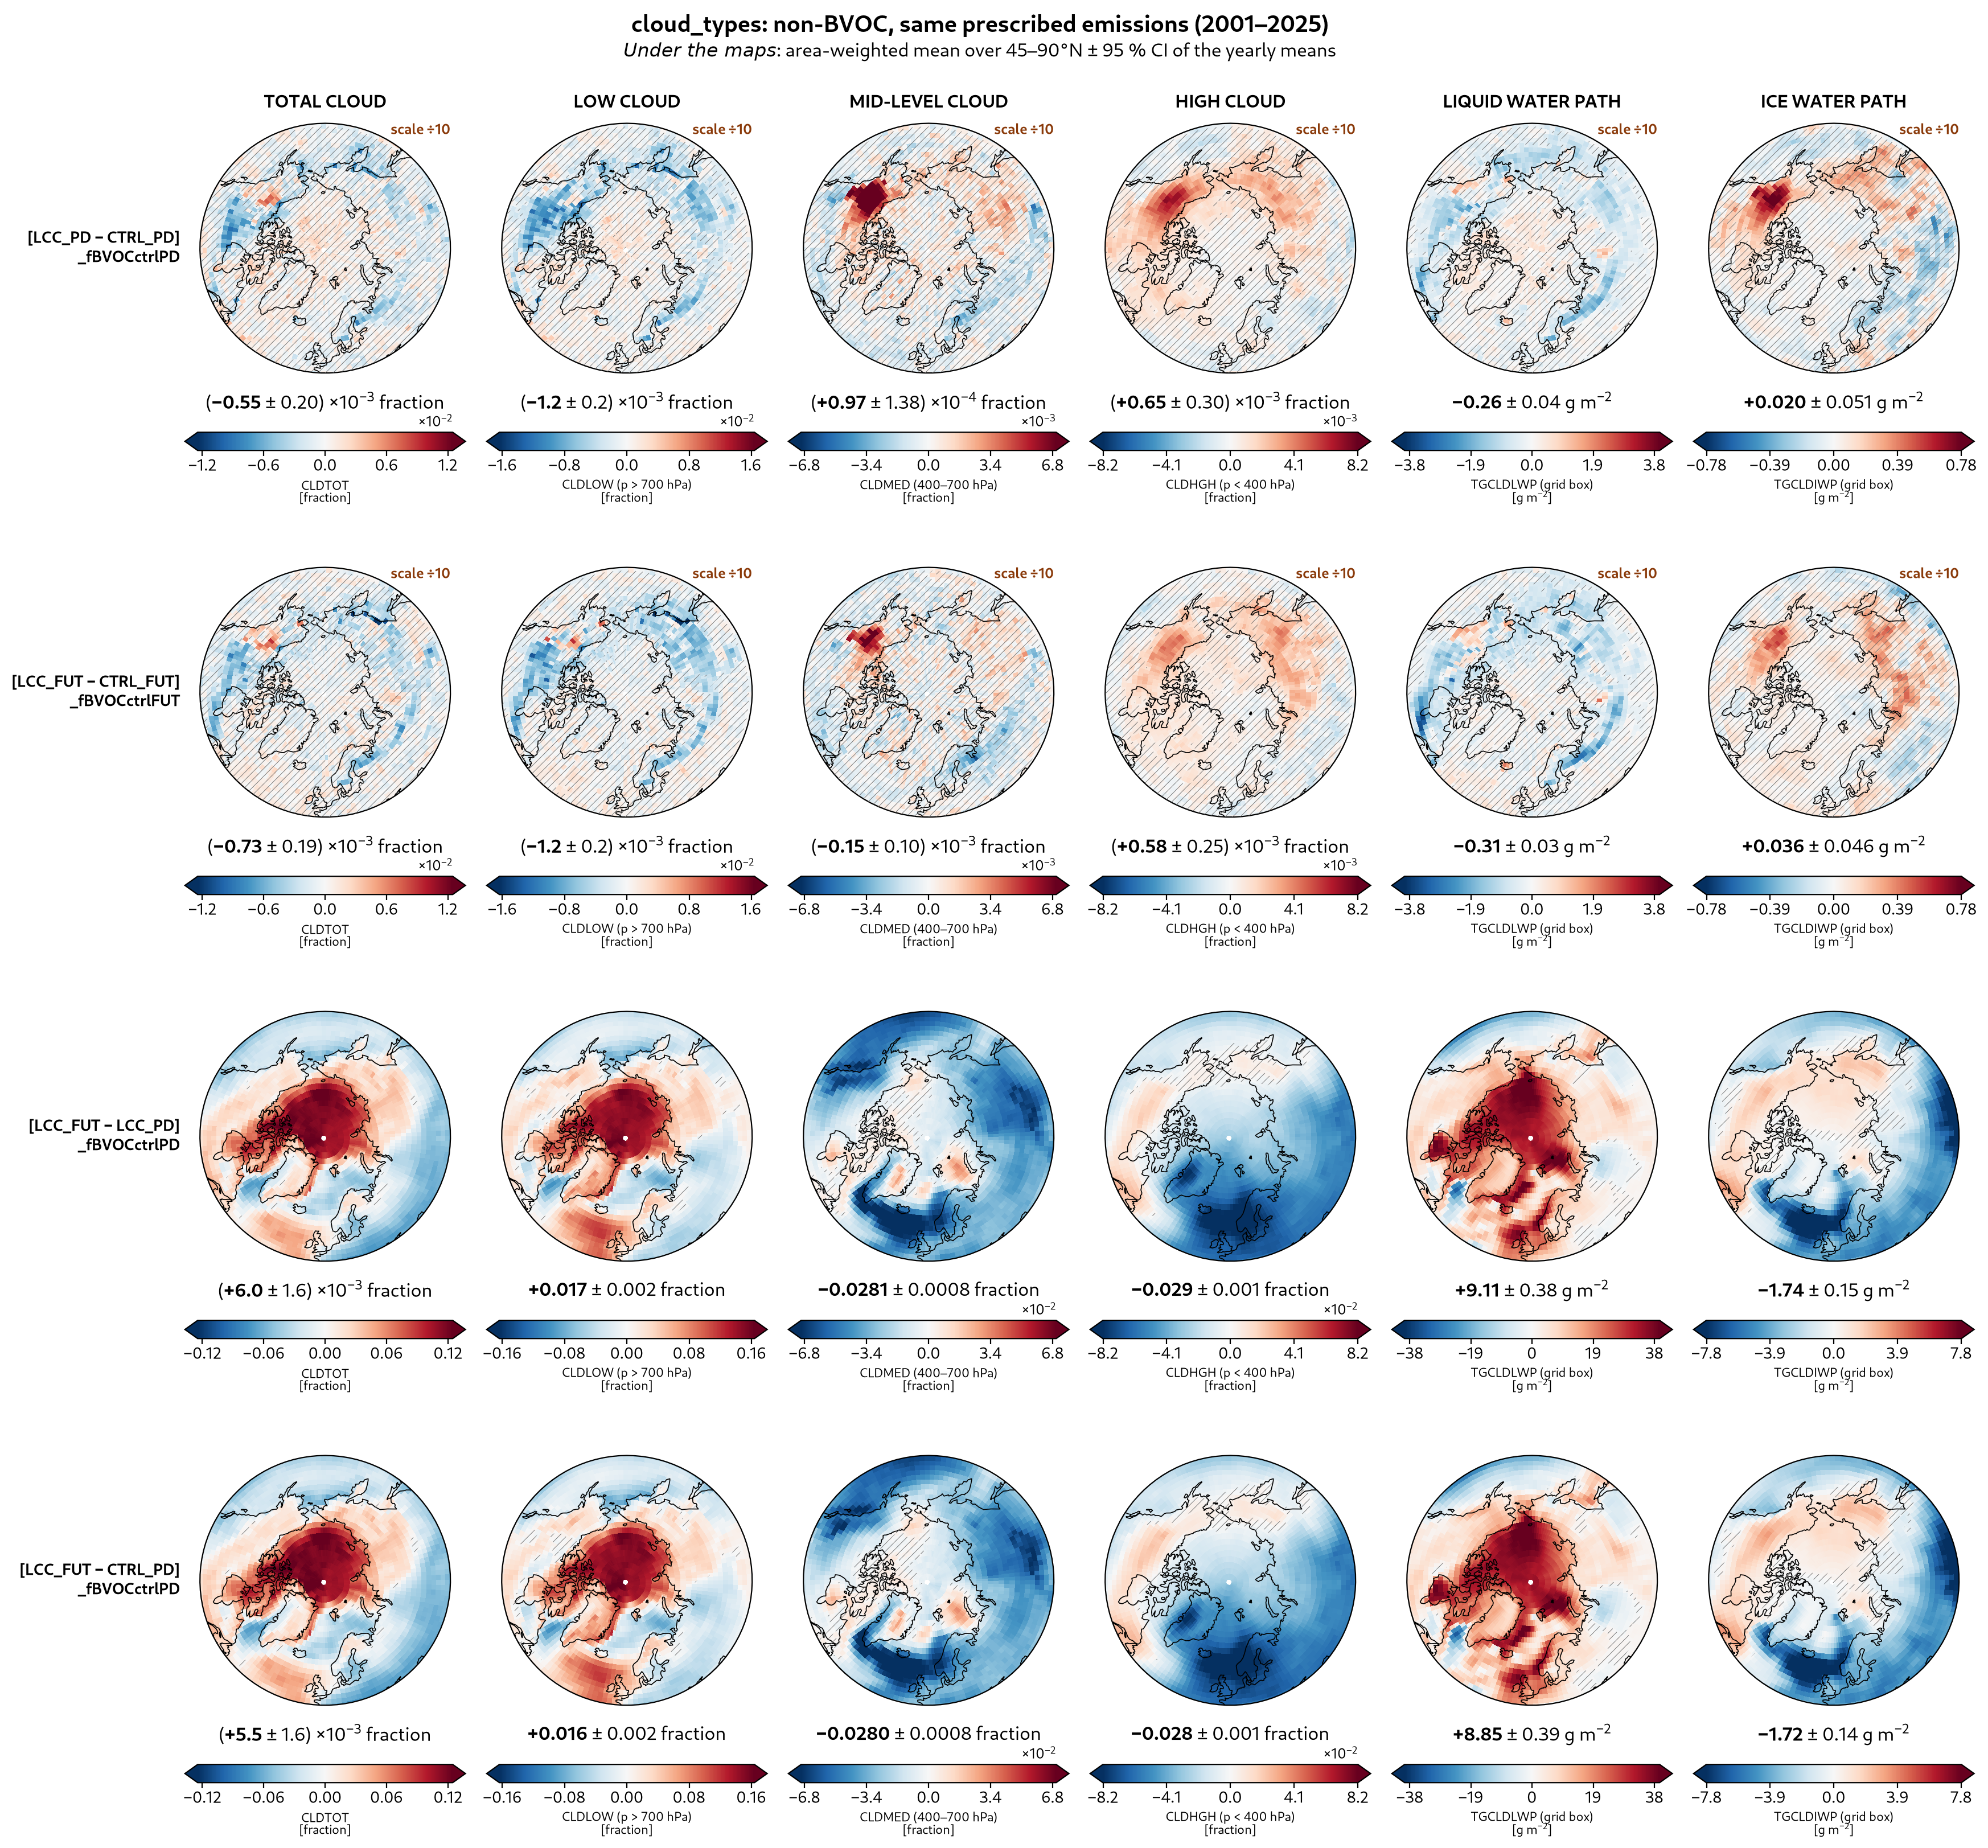 cloud_types: non-BVOC, same prescribed emissions (2001–2025)
Under the maps: area-weighted mean over 45–90°N ± 95 % CI of the yearly means
TOTAL CLOUD LOW CLOUD MID-LEVEL CLOUD HIGH CLOUD LIQUID WATER PATH ICE WATER PATH
scale ÷10 scale ÷10 scale ÷10 scale ÷10 scale ÷10 scale ÷10
[LCC_PD − CTRL_PD]
_fBVOCctrlPD
(−0.55 ± 0.20) ×10⁻³ fraction (−1.2 ± 0.2) ×10⁻³ fraction (+0.97 ± 1.38) ×10⁻⁴ fraction (+0.65 ± 0.30) ×10⁻³ fraction −0.26 ± 0.04 g m⁻² +0.020 ± 0.051 g m⁻²
×10⁻² ×10⁻² ×10⁻³ ×10⁻³
−1.2 −0.6 0.0 0.6 1.2 −1.6 −0.8 0.0 0.8 1.6 −6.8 −3.4 0.0 3.4 6.8 −8.2 −4.1 0.0 4.1 8.2 −3.8 −1.9 0.0 1.9 3.8 −0.78 −0.39 0.00 0.39 0.78
CLDTOT CLDLOW (p > 700 hPa) CLDMED (400–700 hPa) CLDHGH (p < 400 hPa) TGCLDLWP (grid box) TGCLDIWP (grid box)
[fraction] [fraction] [fraction] [fraction] [g m⁻²] [g m⁻²]
scale ÷10 scale ÷10 scale ÷10 scale ÷10 scale ÷10 scale ÷10
[LCC_FUT − CTRL_FUT]
_fBVOCctrlFUT
(−0.73 ± 0.19) ×10⁻³ fraction (−1.2 ± 0.2) ×10⁻³ fraction (−0.15 ± 0.10) ×10⁻³ fraction (+0.58 ± 0.25) ×10⁻³ fraction −0.31 ± 0.03 g m⁻² +0.036 ± 0.046 g m⁻²
×10⁻² ×10⁻² ×10⁻³ ×10⁻³
−1.2 −0.6 0.0 0.6 1.2 −1.6 −0.8 0.0 0.8 1.6 −6.8 −3.4 0.0 3.4 6.8 −8.2 −4.1 0.0 4.1 8.2 −3.8 −1.9 0.0 1.9 3.8 −0.78 −0.39 0.00 0.39 0.78
CLDTOT CLDLOW (p > 700 hPa) CLDMED (400–700 hPa) CLDHGH (p < 400 hPa) TGCLDLWP (grid box) TGCLDIWP (grid box)
[fraction] [fraction] [fraction] [fraction] [g m⁻²] [g m⁻²]
[LCC_FUT − LCC_PD]
_fBVOCctrlPD
(+6.0 ± 1.6) ×10⁻³ fraction +0.017 ± 0.002 fraction −0.0281 ± 0.0008 fraction −0.029 ± 0.001 fraction +9.11 ± 0.38 g m⁻² −1.74 ± 0.15 g m⁻²
×10⁻² ×10⁻²
−0.12 −0.06 0.00 0.06 0.12 −0.16 −0.08 0.00 0.08 0.16 −6.8 −3.4 0.0 3.4 6.8 −8.2 −4.1 0.0 4.1 8.2 −38 −19 0 19 38 −7.8 −3.9 0.0 3.9 7.8
CLDTOT CLDLOW (p > 700 hPa) CLDMED (400–700 hPa) CLDHGH (p < 400 hPa) TGCLDLWP (grid box) TGCLDIWP (grid box)
[fraction] [fraction] [fraction] [fraction] [g m⁻²] [g m⁻²]
[LCC_FUT − CTRL_PD]
_fBVOCctrlPD
(+5.5 ± 1.6) ×10⁻³ fraction +0.016 ± 0.002 fraction −0.0280 ± 0.0008 fraction −0.028 ± 0.001 fraction +8.85 ± 0.39 g m⁻² −1.72 ± 0.14 g m⁻²
×10⁻² ×10⁻²
−0.12 −0.06 0.00 0.06 0.12 −0.16 −0.08 0.00 0.08 0.16 −6.8 −3.4 0.0 3.4 6.8 −8.2 −4.1 0.0 4.1 8.2 −38 −19 0 19 38 −7.8 −3.9 0.0 3.9 7.8
CLDTOT CLDLOW (p > 700 hPa) CLDMED (400–700 hPa) CLDHGH (p < 400 hPa) TGCLDLWP (grid box) TGCLDIWP (grid box)
[fraction] [fraction] [fraction] [fraction] [g m⁻²] [g m⁻²]